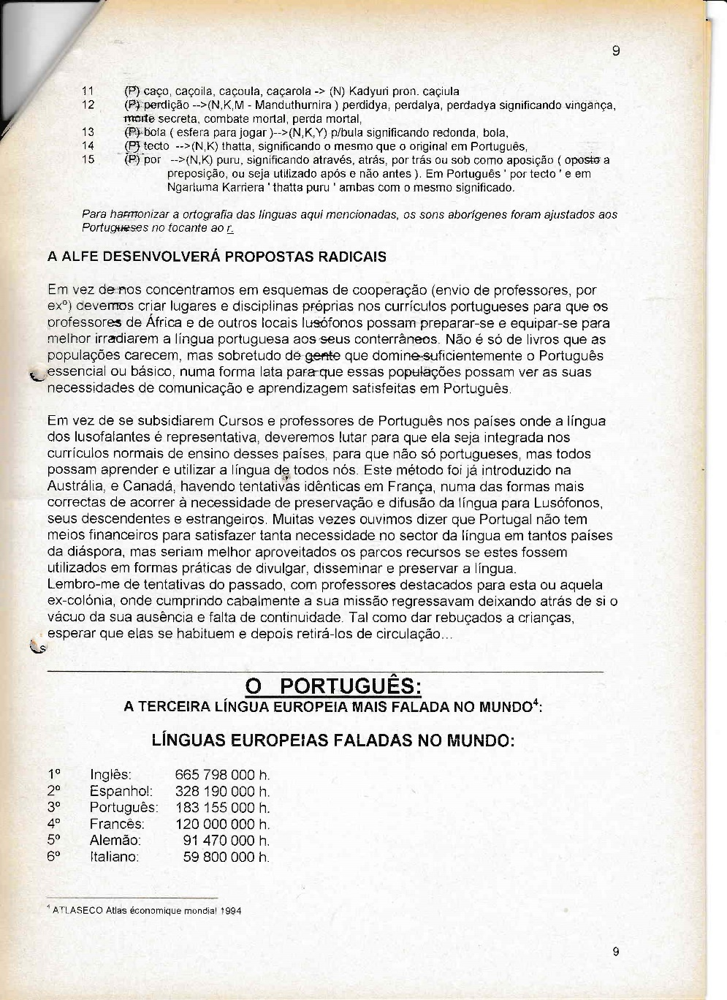 9
11 (P) caço, caçoila, caçoula, caçarola -> (N) Kadyuri pron. caçiula
12 (P) perdição -->(N,K,M - Manduthurnira ) perdidya, perdalya, perdadya significando vingança,
morte secreta, combate mortal, perda mortal,
13 (P) bola ( esfera para jogar )-->(N,K,Y) p/bula significando redonda, bola,
14 (P) tecto -->(N,K) thatta, significando o mesmo que o original em Português,
15 (P) por -->(N,K) puru, significando através, atrás, por trás ou sob como aposição ( oposto a
preposição, ou seja utilizado após e não antes ). Em Português ' por tecto ' e em
Ngarluma Karriera ' thatta puru ' ambas com o mesmo significado.
Para harmonizar a ortografia das línguas aqui mencionadas, os sons aborígenes foram ajustados aos
Portugueses no tocante ao r.
A ALFE DESENVOLVERÁ PROPOSTAS RADICAIS
Em vez de nos concentramos em esquemas de cooperação (envio de professores, por
exº) devemos criar lugares e disciplinas próprias nos currículos portugueses para que os
professores de África e de outros locais lusófonos possam preparar-se e equipar-se para
melhor irradiarem a língua portuguesa aos seus conterrâneos. Não é só de livros que as
populações carecem, mas sobretudo de gente que domine suficientemente o Português
essencial ou básico, numa forma lata para que essas populações possam ver as suas
necessidades de comunicação e aprendizagem satisfeitas em Português.
Em vez de se subsidiarem Cursos e professores de Português nos países onde a língua
dos lusofalantes é representativa, deveremos lutar para que ela seja integrada nos
currículos normais de ensino desses países, para que não só portugueses, mas todos
possam aprender e utilizar a língua de todos nós. Este método foi já introduzido na
Austrália, e Canadá, havendo tentativas idênticas em França, numa das formas mais
correctas de acorrer à necessidade de preservação e difusão da língua para Lusófonos,
seus descendentes e estrangeiros. Muitas vezes ouvimos dizer que Portugal não tem
meios financeiros para satisfazer tanta necessidade no sector da língua em tantos países
da diáspora, mas seriam melhor aproveitados os parcos recursos se estes fossem
utilizados em formas práticas de divulgar, disseminar e preservar a língua.
Lembro-me de tentativas do passado, com professores destacados para esta ou aquela
ex-colónia, onde cumprindo cabalmente a sua missão regressavam deixando atrás de si o
vácuo da sua ausência e falta de continuidade. Tal como dar rebuçados a crianças,
esperar que elas se habituem e depois retirá-los de circulação...
O PORTUGUÊS:
A TERCEIRA LÍNGUA EUROPEIA MAIS FALADA NO MUNDO⁴:
LÍNGUAS EUROPEIAS FALADAS NO MUNDO:
1º Inglês: 665 798 000 h.
2º Espanhol: 328 190 000 h.
3º Português: 183 155 000 h.
4º Francês: 120 000 000 h.
5º Alemão: 91 470 000 h.
6º Italiano: 59 800 000 h.
⁴ ATLASECO Atlas économique mondial 1994
9